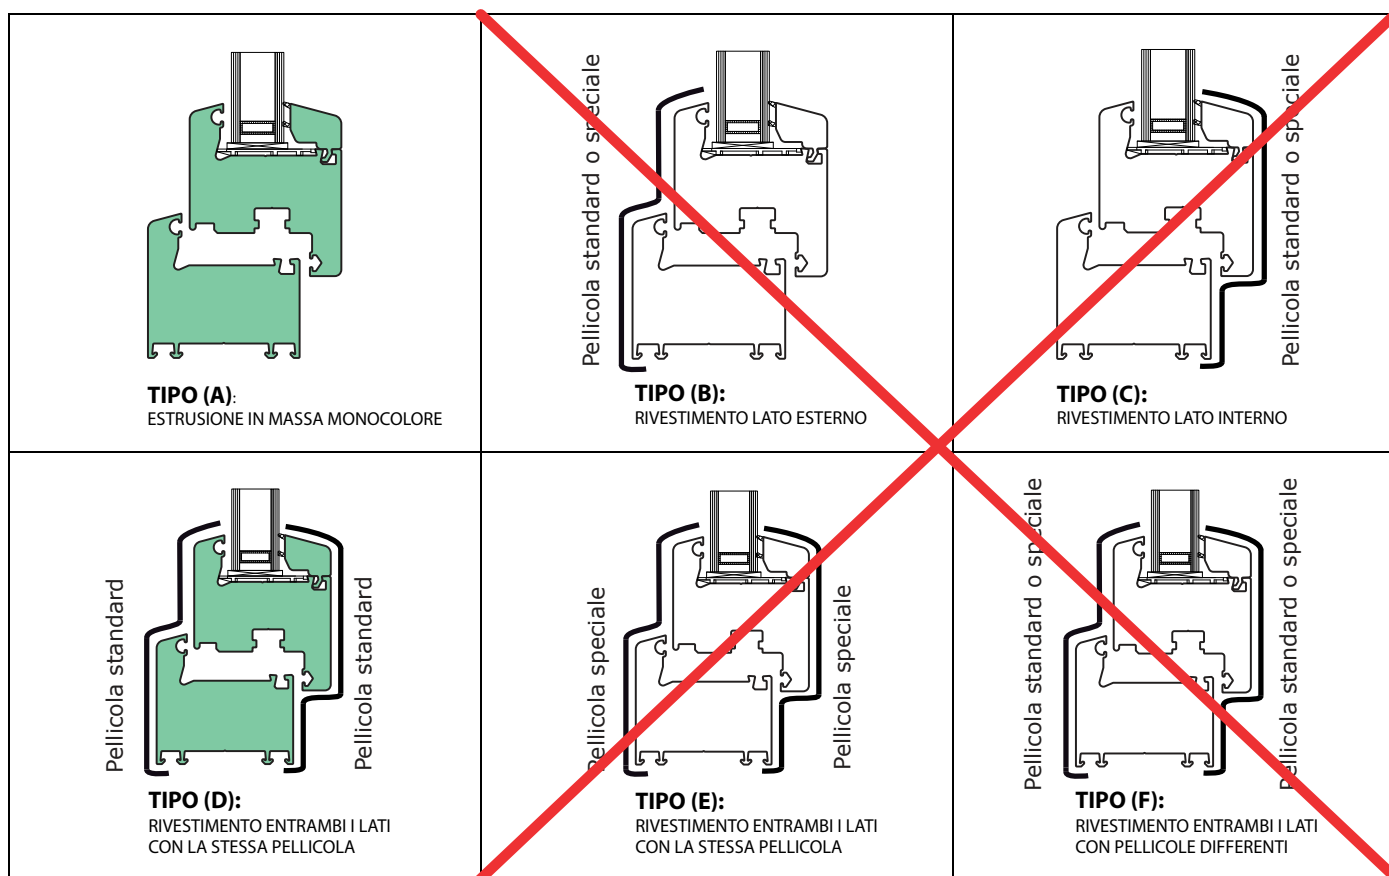 Pellicola standard o speciale
Pellicola standard o speciale
TIPO (A):
ESTRUSIONE IN MASSA MONOCOLORE
TIPO (B):
RIVESTIMENTO LATO ESTERNO
TIPO (C):
RIVESTIMENTO LATO INTERNO
Pellicola standard
Pellicola standard
Pellicola speciale
Pellicola speciale
Pellicola standard o speciale
Pellicola standard o speciale
TIPO (D):
RIVESTIMENTO ENTRAMBI I LATI
CON LA STESSA PELLICOLA
TIPO (E):
RIVESTIMENTO ENTRAMBI I LATI
CON LA STESSA PELLICOLA
TIPO (F):
RIVESTIMENTO ENTRAMBI I LATI
CON PELLICOLE DIFFERENTI